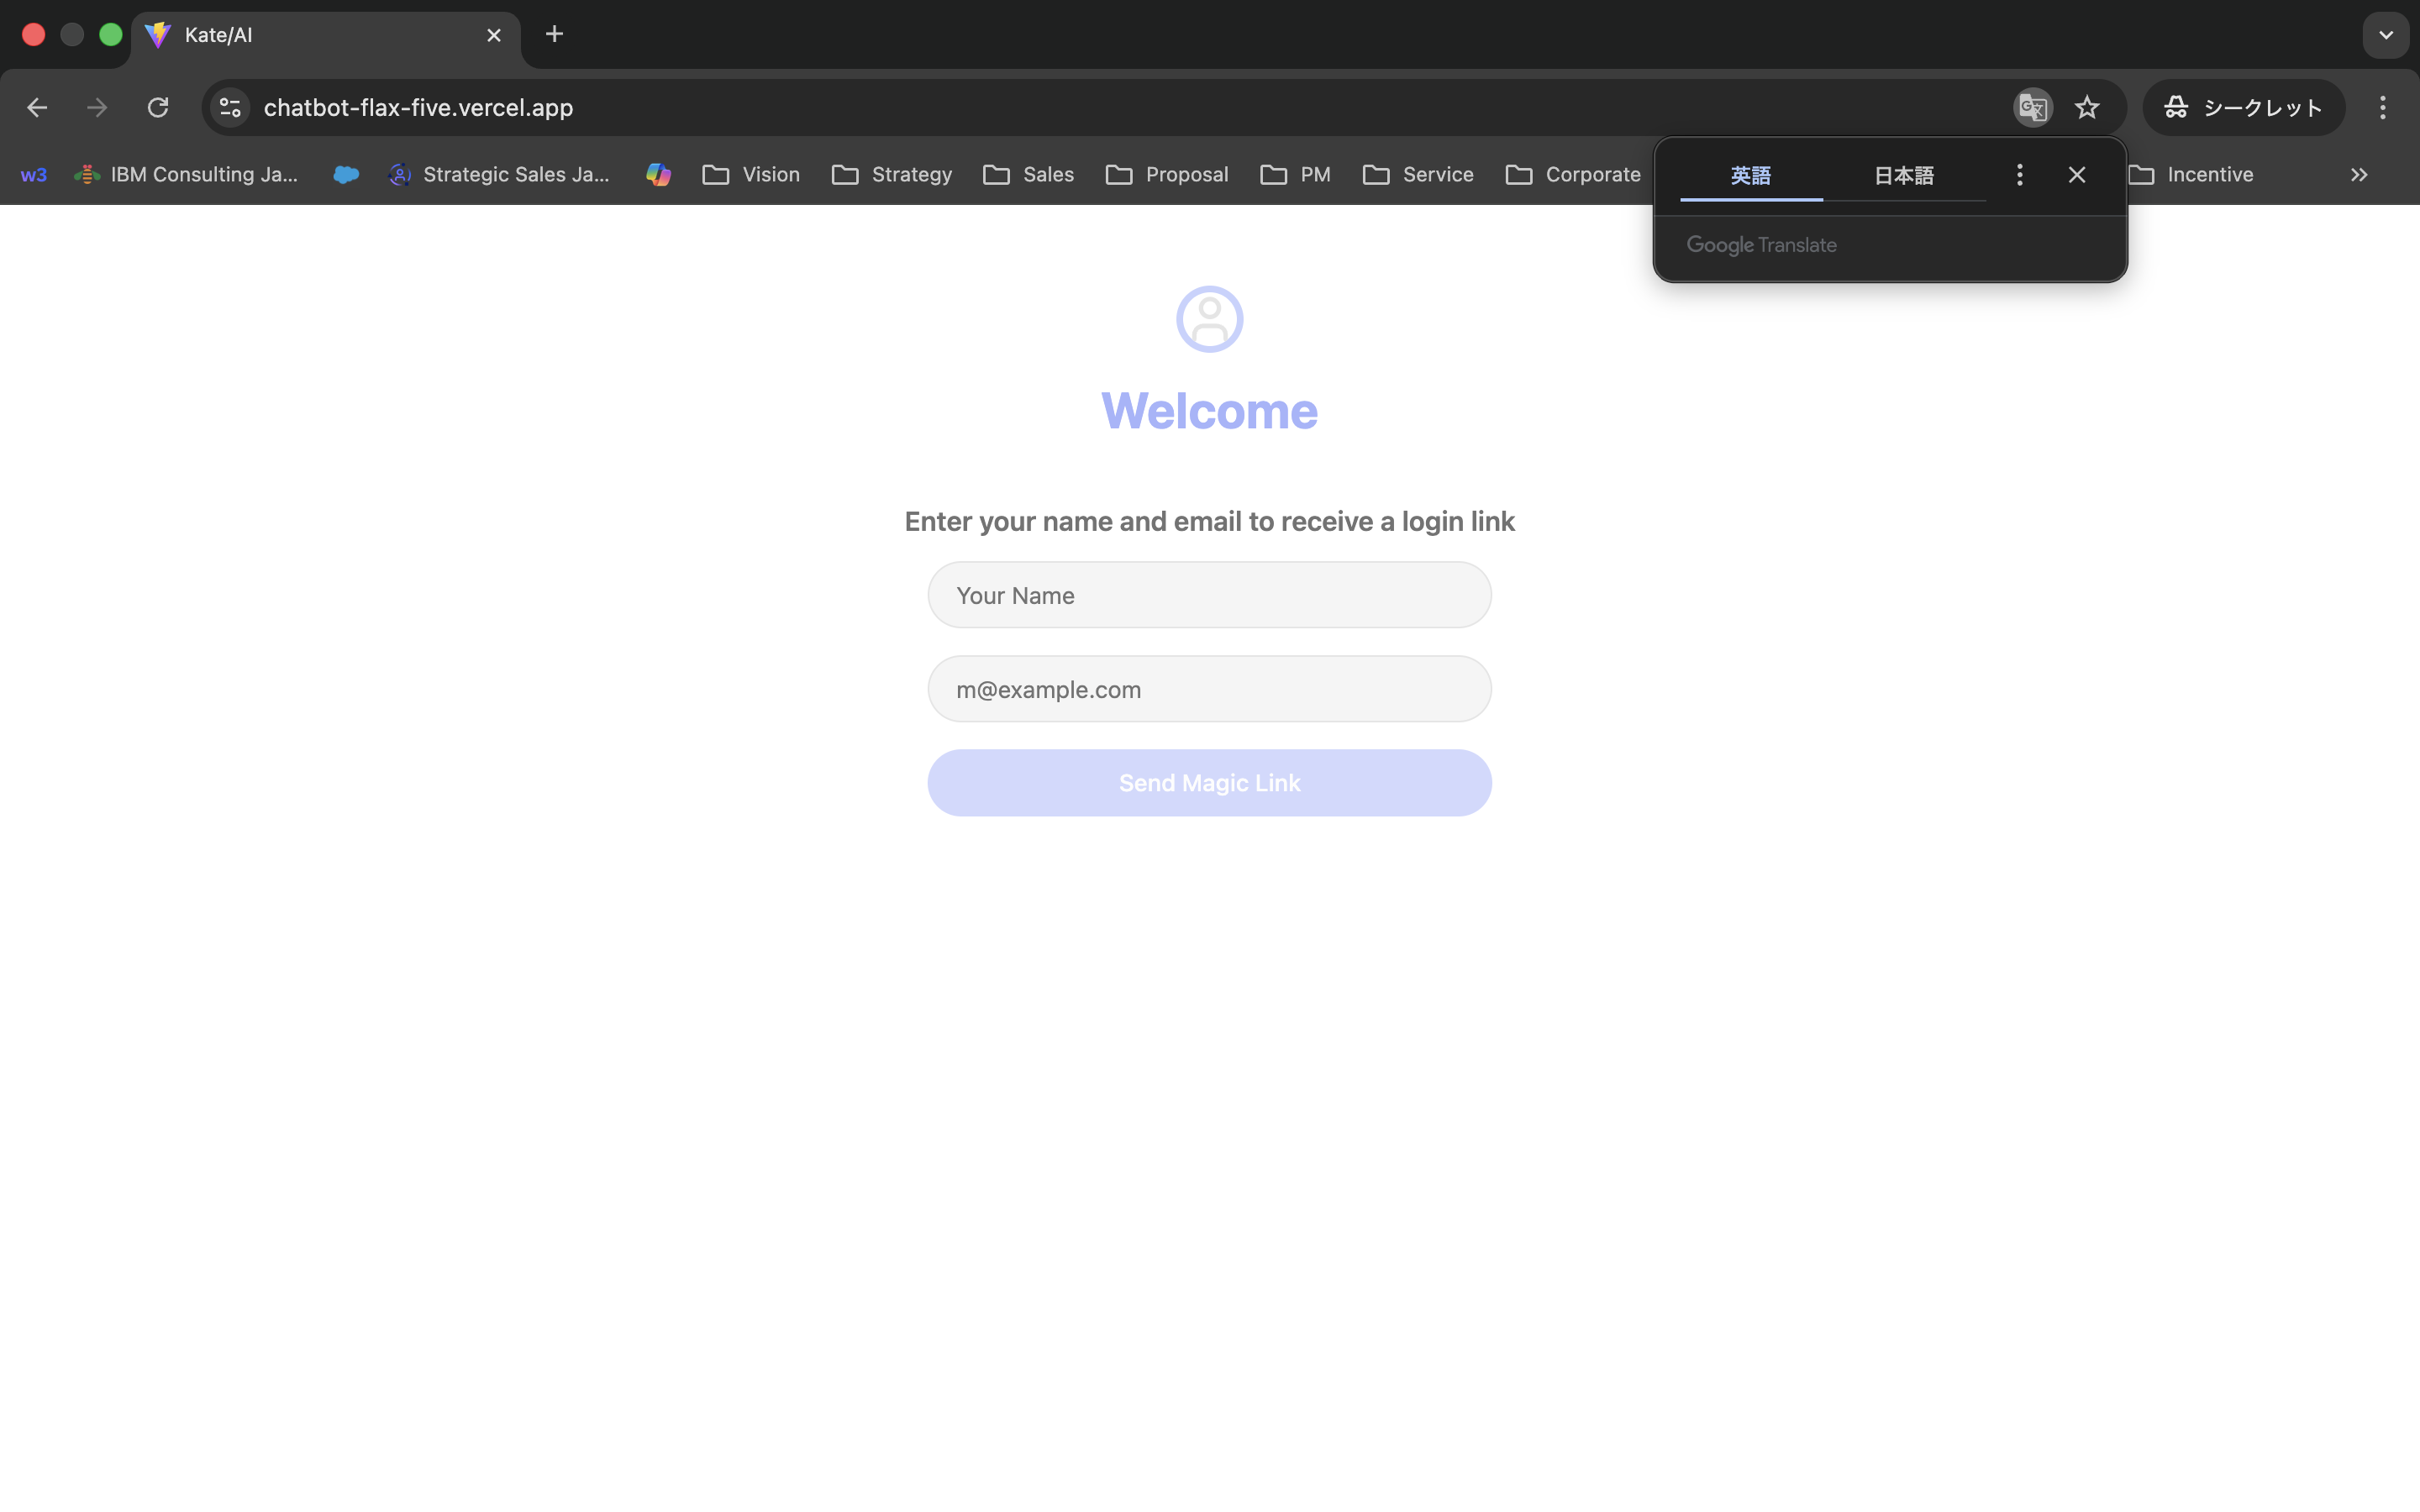 Kate/AI
chatbot-flax-five.vercel.app
シークレット
w3 IBM Consulting Ja... Strategic Sales Ja... Vision Strategy Sales Proposal PM Service Corporate Incentive
英語 日本語
Google Translate
Welcome
Enter your name and email to receive a login link
Your Name
m@example.com
Send Magic Link